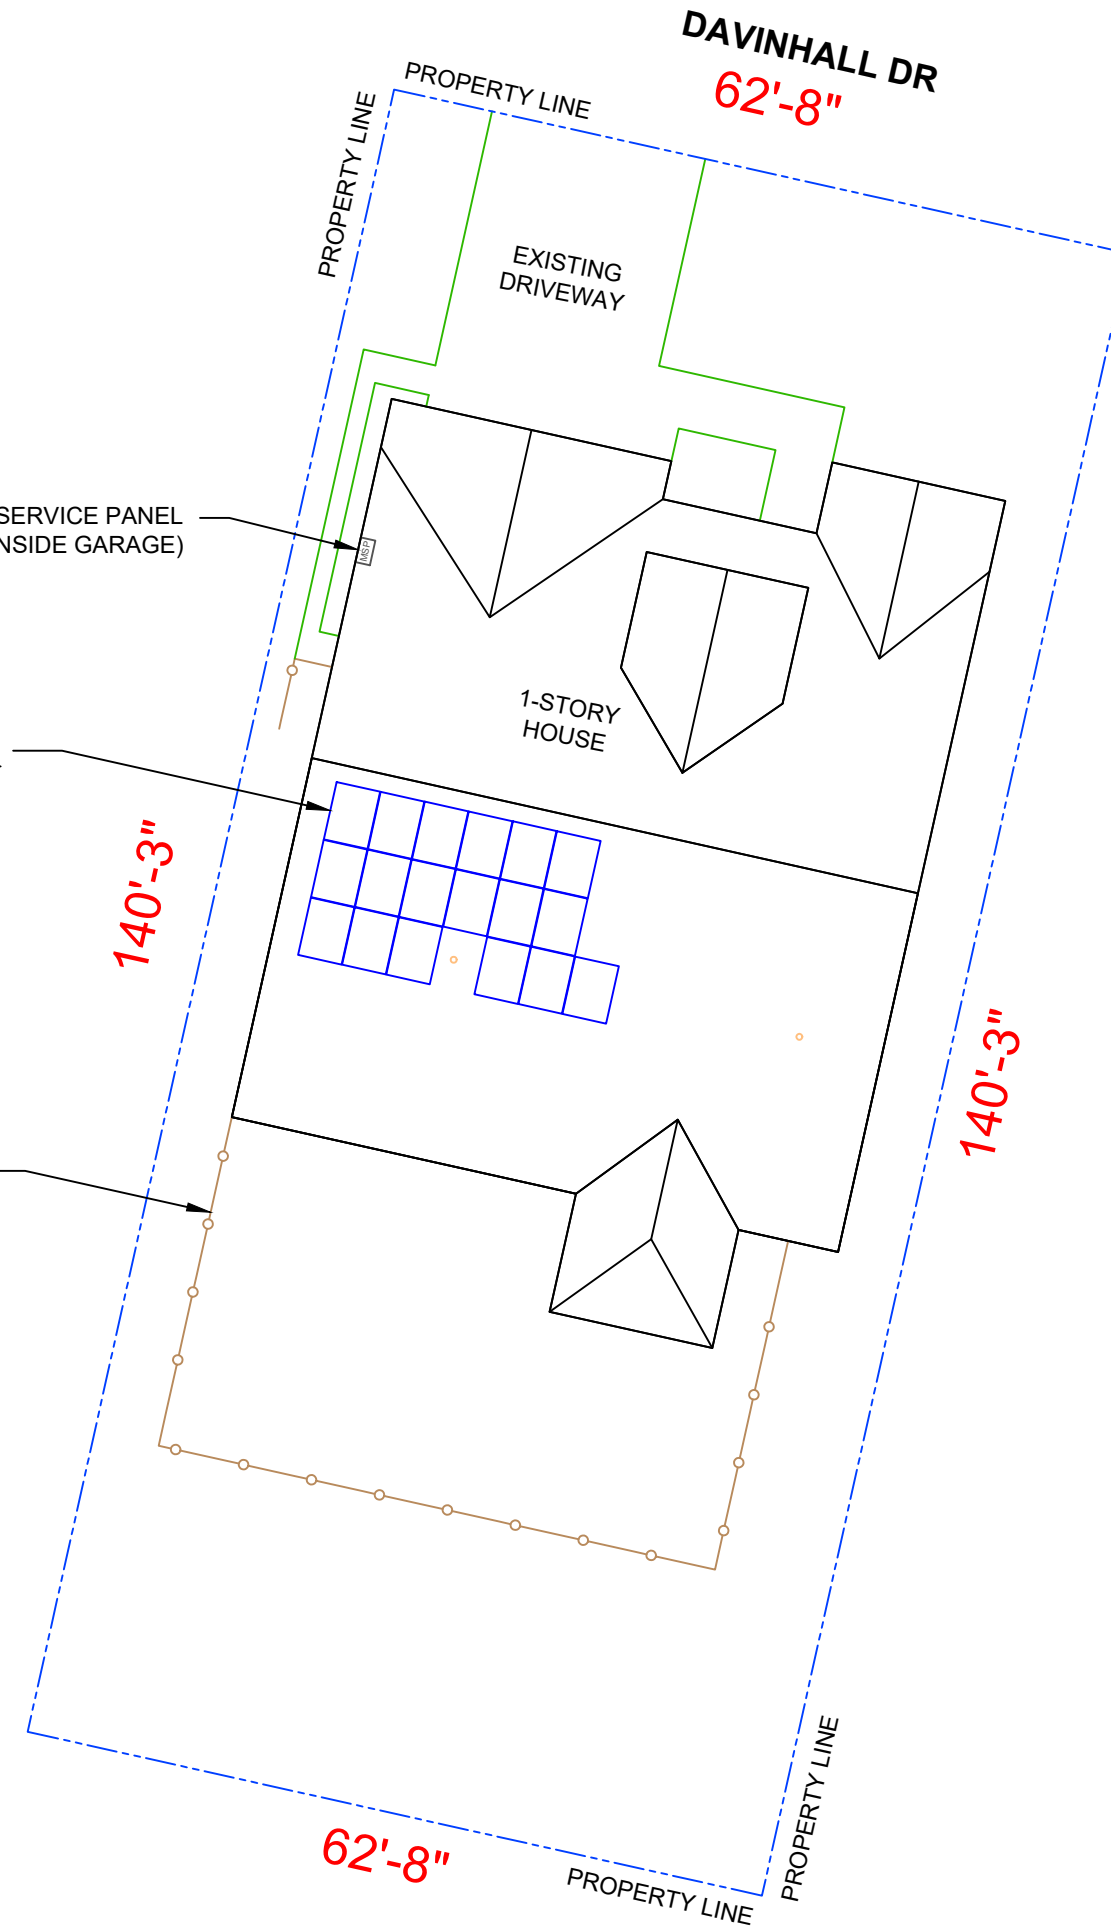 DAVINHALL DR
62'-8"
PROPERTY LINE
PROPERTY LINE
EXISTING
DRIVEWAY
SERVICE PANEL
NSIDE GARAGE)
MSP
1-STORY
HOUSE
140'-3"
140'-3"
PROPERTY LINE
62'-8"
PROPERTY LINE